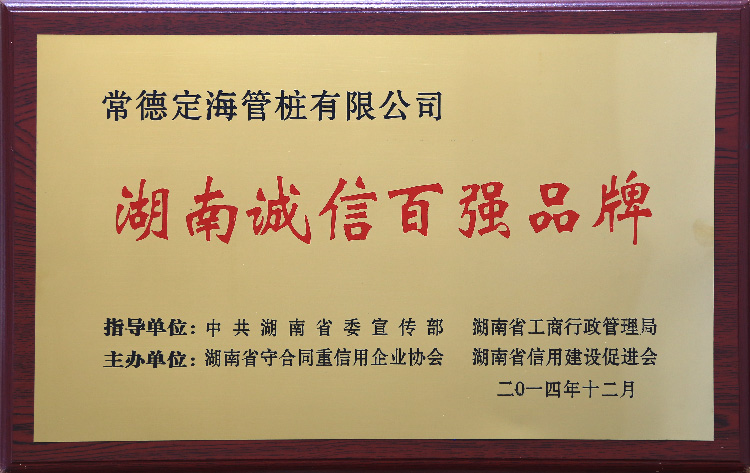 常德定海管桩有限公司
湖南诚信百强品牌
指导单位：中共湖南省委宣传部 湖南省工商行政管理局
主办单位：湖南省守合同重信用企业协会 湖南省信用建设促进会
二0一四年十二月